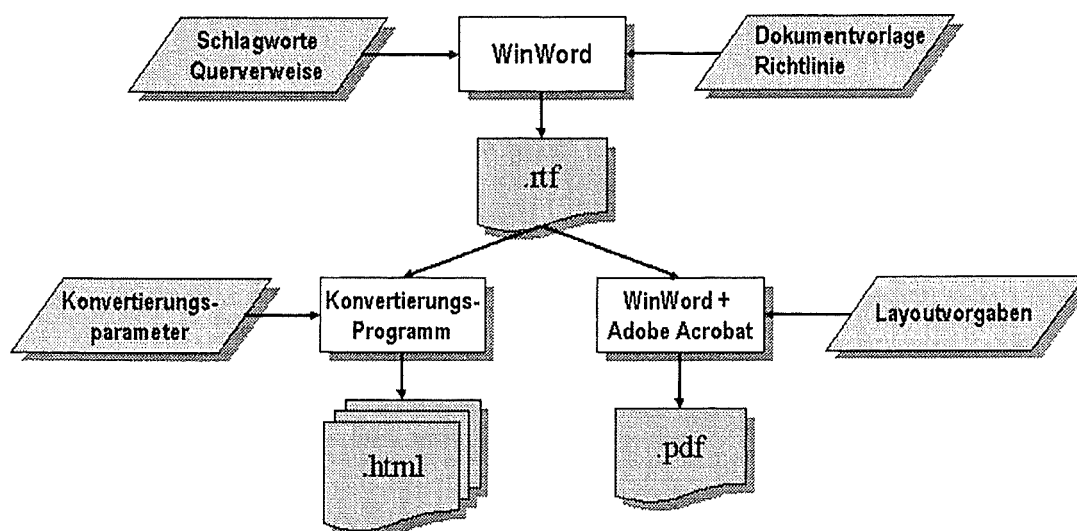 Schlagworte
Querverweise
WinWord
Dokumentvorlage
Richtlinie
.rtf
Konvertierungs-
parameter
Konvertierungs-
Programm
WinWord +
Adobe Acrobat
Layoutvorgaben
.html
.pdf